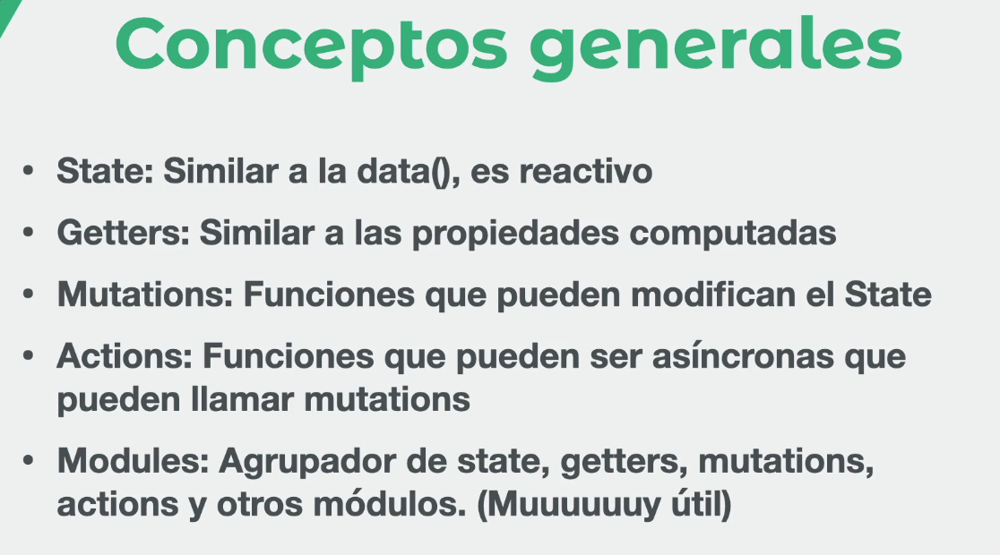 Conceptos generales
• State: Similar a la data(), es reactivo
• Getters: Similar a las propiedades computadas
• Mutations: Funciones que pueden modifican el State
• Actions: Funciones que pueden ser asíncronas que
pueden llamar mutations
• Modules: Agrupador de state, getters, mutations,
actions y otros módulos. (Muuuuuuy útil)